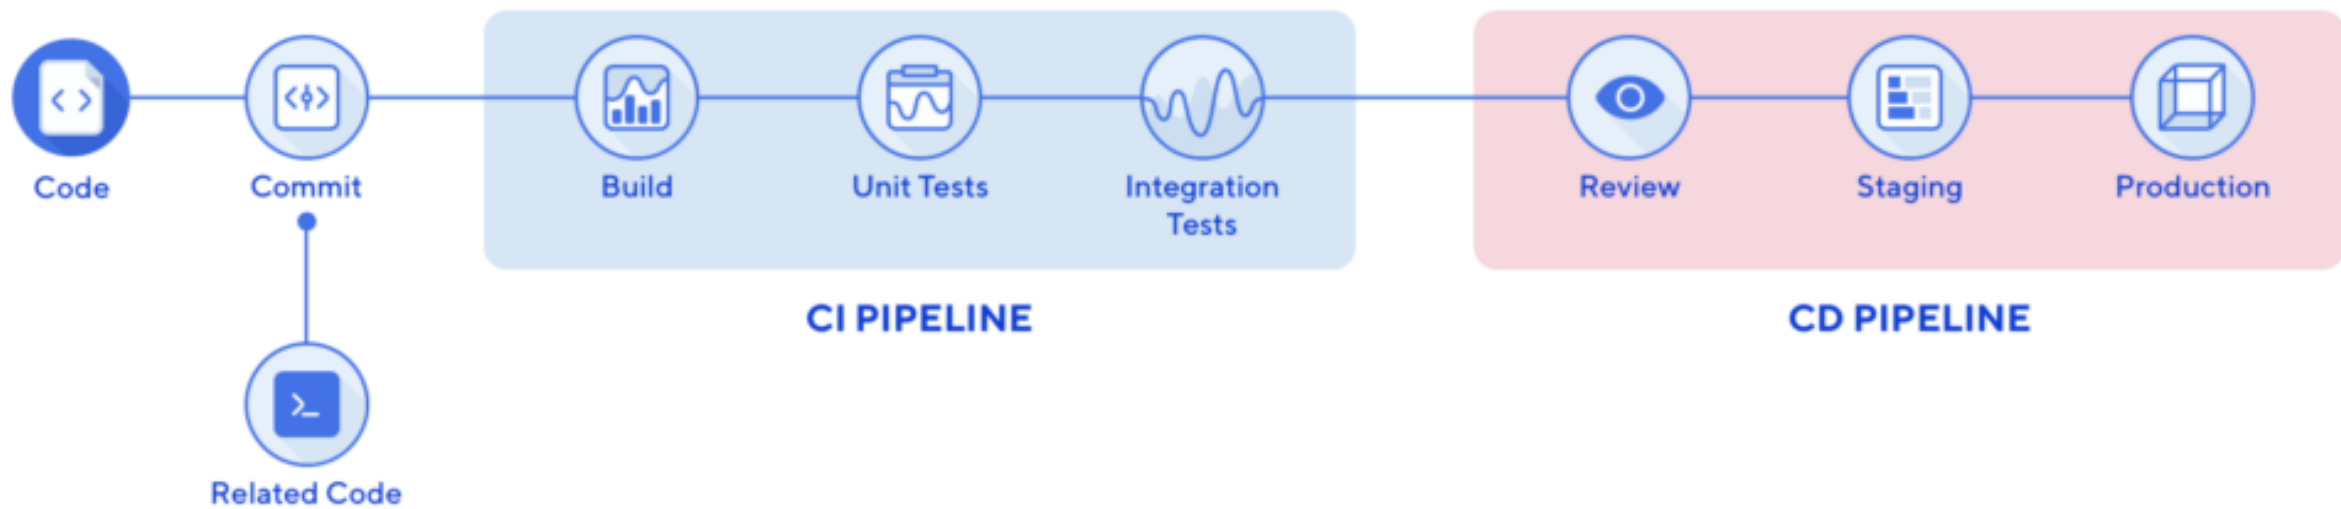 Code
Commit
Build
Unit Tests
Integration
Tests
Review
Staging
Production
CI PIPELINE
CD PIPELINE
Related Code